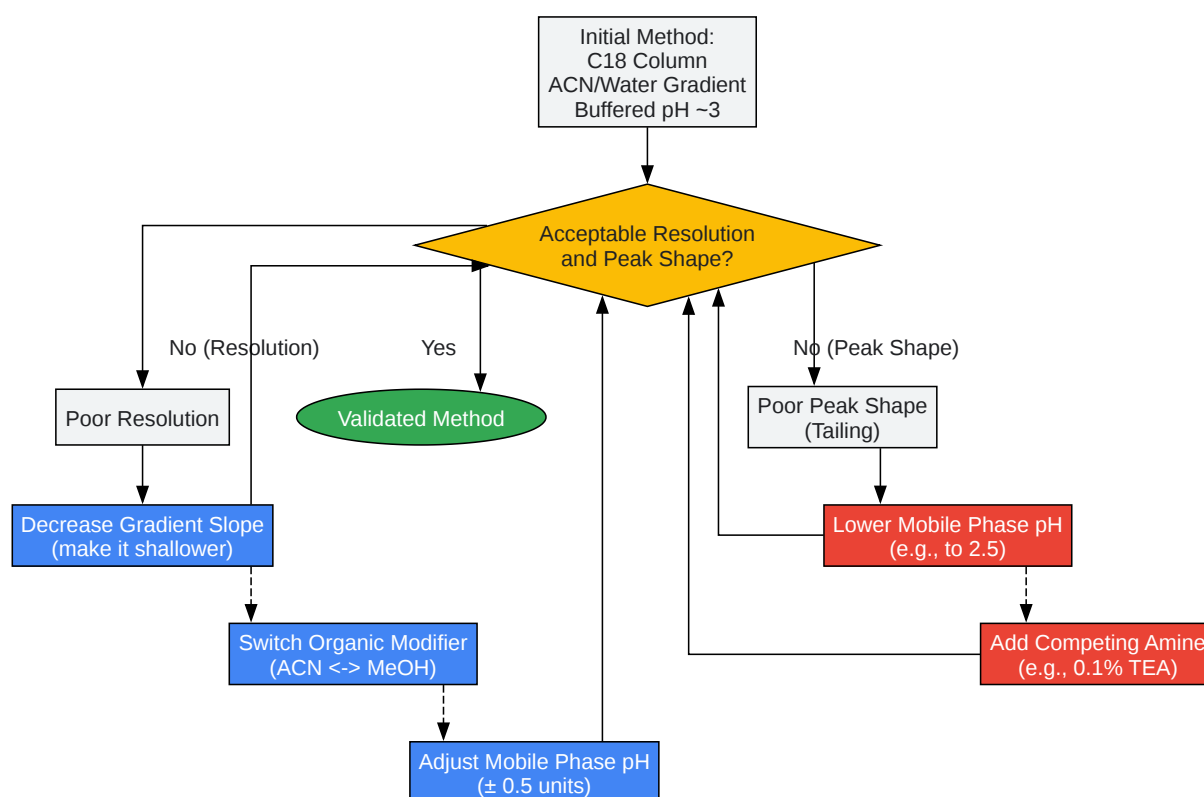 Initial Method:
C18 Column
ACN/Water Gradient
Buffered pH ~3
Acceptable Resolution
and Peak Shape?
No (Resolution)
Yes
No (Peak Shape)
Poor Resolution
Validated Method
Poor Peak Shape
(Tailing)
Decrease Gradient Slope
(make it shallower)
Lower Mobile Phase pH
(e.g., to 2.5)
Switch Organic Modifier
(ACN <-> MeOH)
Add Competing Amine
(e.g., 0.1% TEA)
Adjust Mobile Phase pH
(± 0.5 units)